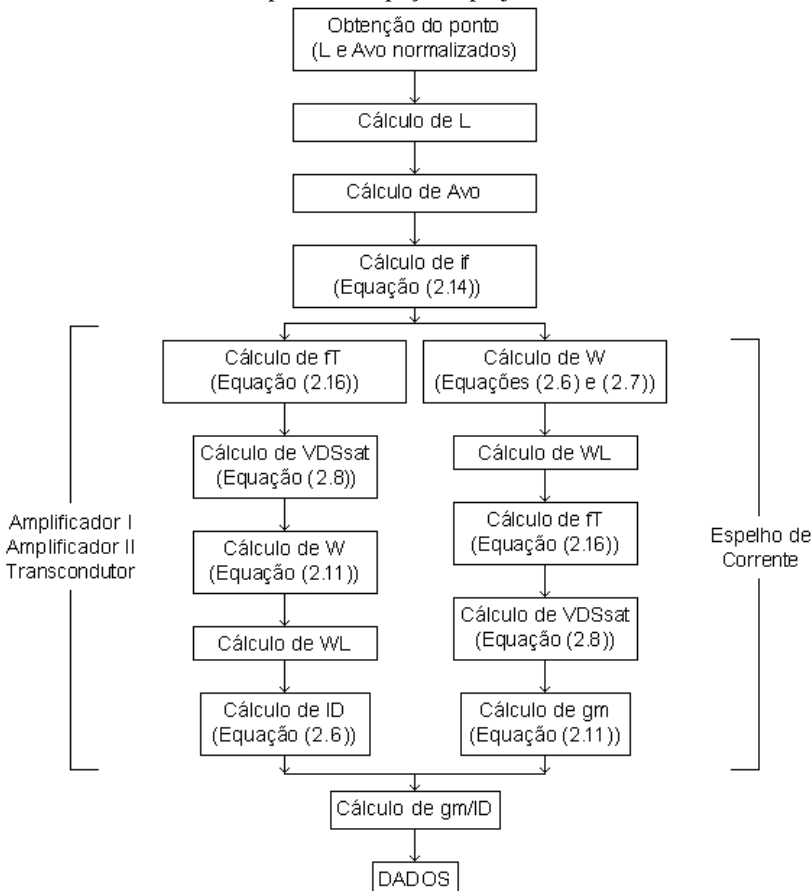 Obtenção do ponto
(L e Avo normalizados)
Cálculo de L
Cálculo de Avo
Cálculo de if
(Equação (2.14))
Cálculo de fT
(Equação (2.16))
Cálculo de VDSsat
(Equação (2.8))
Cálculo de W
(Equação (2.11))
Cálculo de WL
Cálculo de ID
(Equação (2.6))
Amplificador I
Amplificador II
Transcondutor
Cálculo de W
(Equações (2.6) e (2.7))
Cálculo de WL
Cálculo de fT
(Equação (2.16))
Cálculo de VDSsat
(Equação (2.8))
Cálculo de gm
(Equação (2.11))
Espelho de
Corrente
Cálculo de gm/ID
DADOS